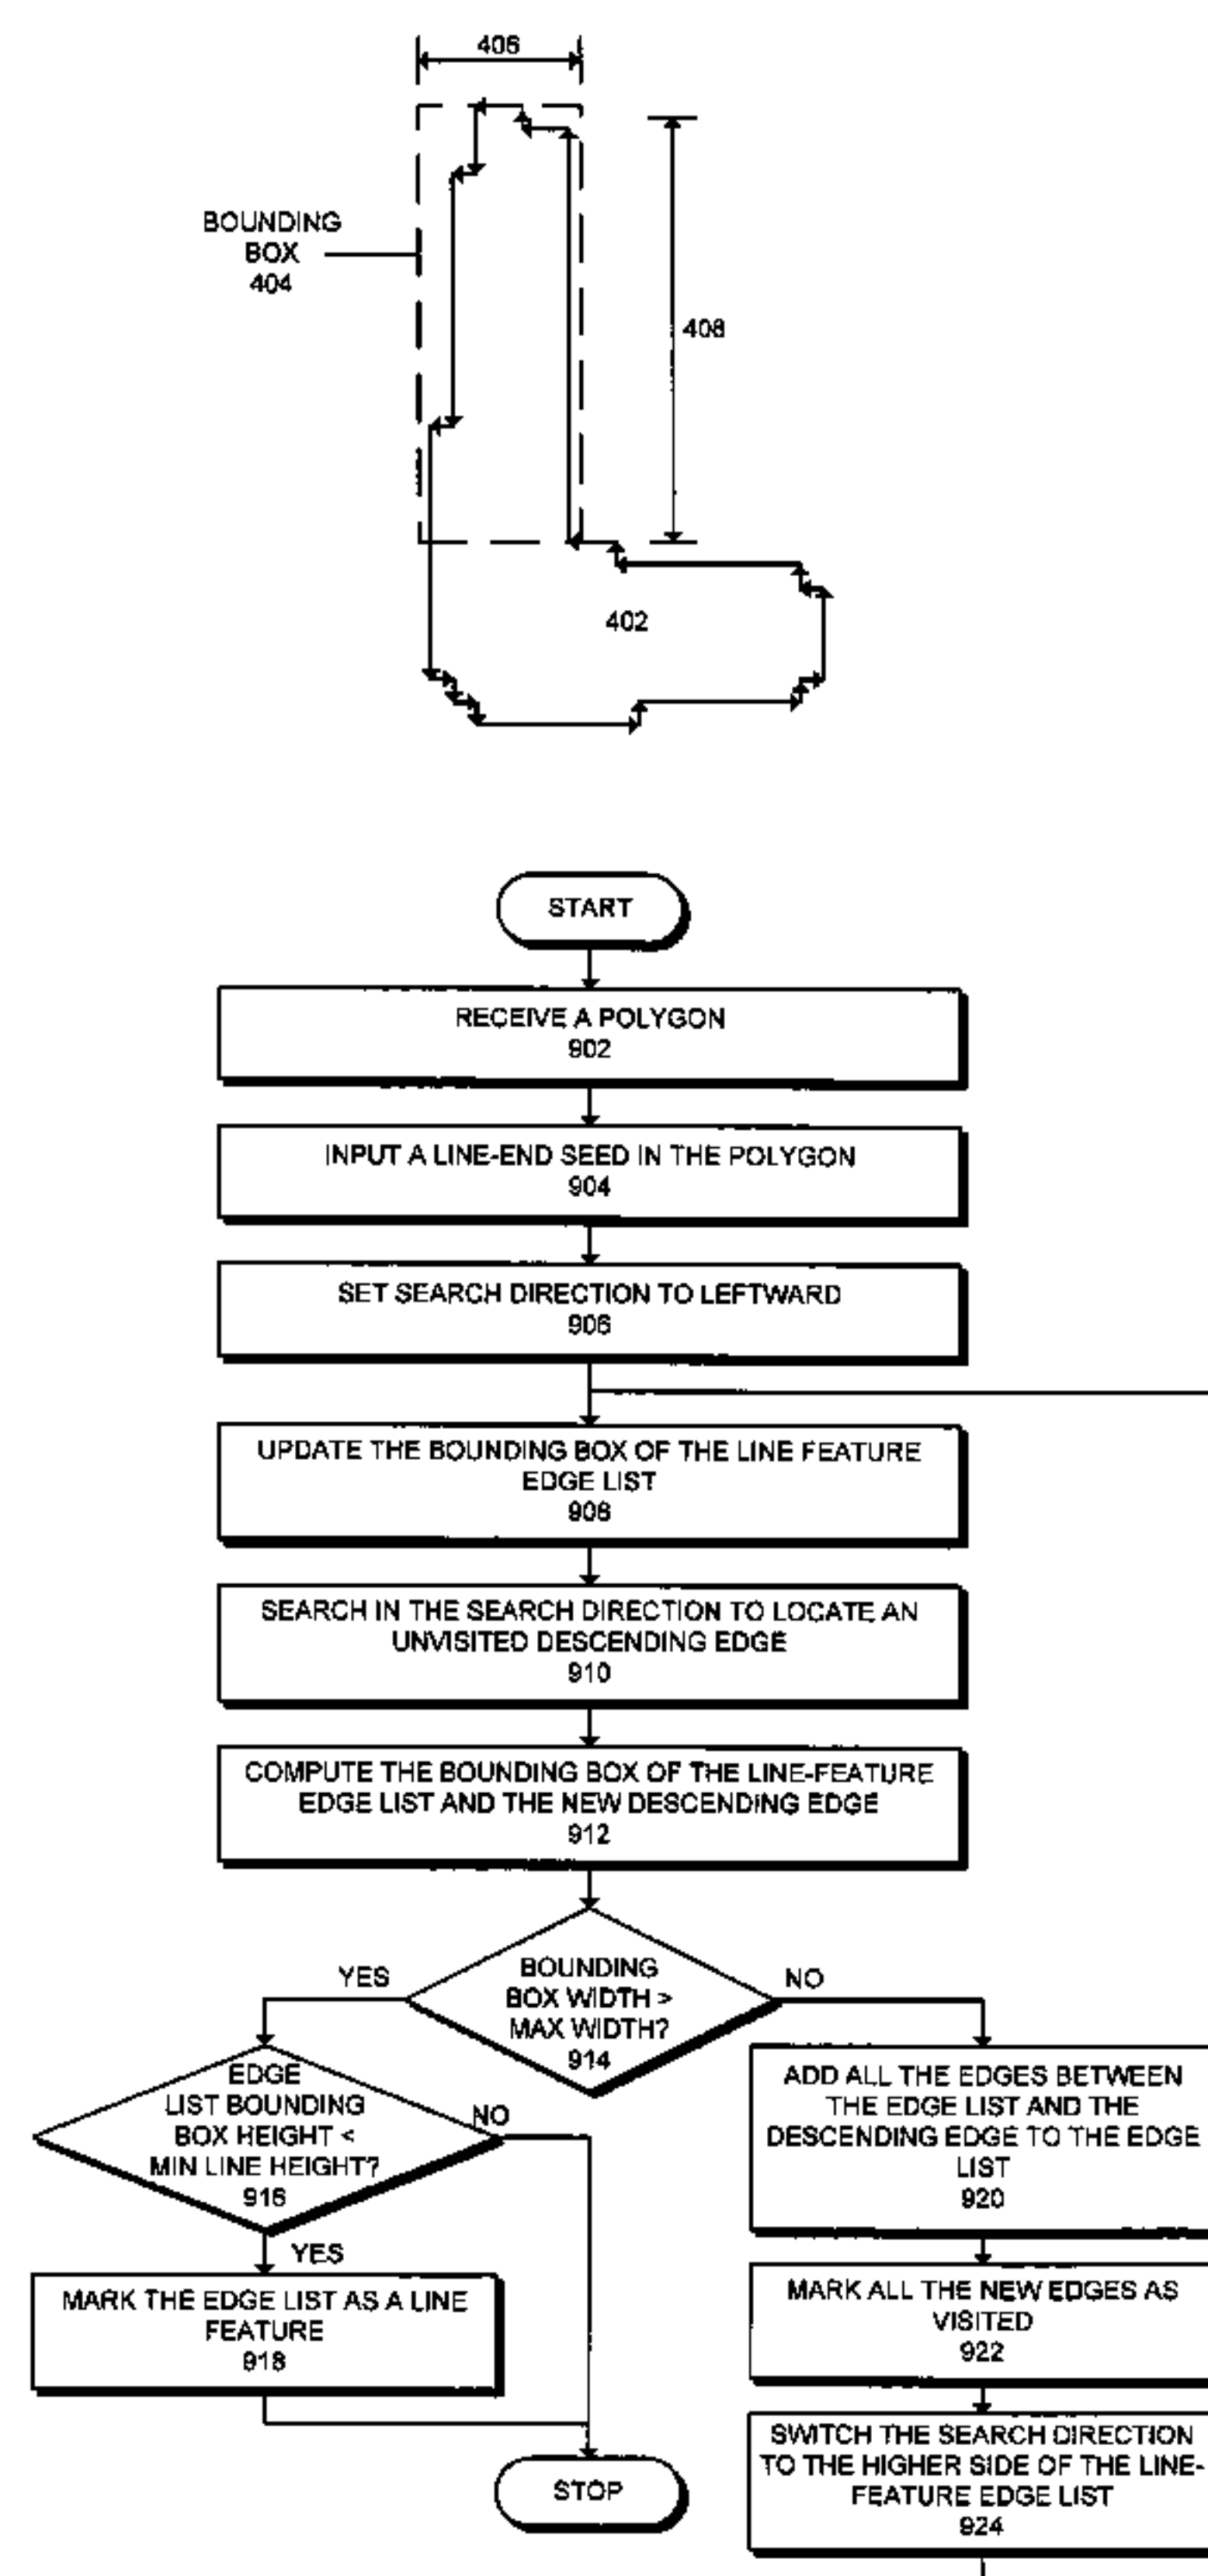 406
BOUNDING
BOX
404
408
402
START
RECEIVE A POLYGON
902
INPUT A LINE-END SEED IN THE POLYGON
904
SET SEARCH DIRECTION TO LEFTWARD
906
UPDATE THE BOUNDING BOX OF THE LINE FEATURE
EDGE LIST
908
SEARCH IN THE SEARCH DIRECTION TO LOCATE AN
UNVISITED DESCENDING EDGE
910
COMPUTE THE BOUNDING BOX OF THE LINE-FEATURE
EDGE LIST AND THE NEW DESCENDING EDGE
912
YES
BOUNDING
BOX WIDTH >
MAX WIDTH?
914
NO
EDGE
LIST BOUNDING
BOX HEIGHT <
MIN LINE HEIGHT?
916
NO
YES
MARK THE EDGE LIST AS A LINE
FEATURE
918
ADD ALL THE EDGES BETWEEN
THE EDGE LIST AND THE
DESCENDING EDGE TO THE EDGE
LIST
920
MARK ALL THE NEW EDGES AS
VISITED
922
SWITCH THE SEARCH DIRECTION
TO THE HIGHER SIDE OF THE LINE-
FEATURE EDGE LIST
924
STOP